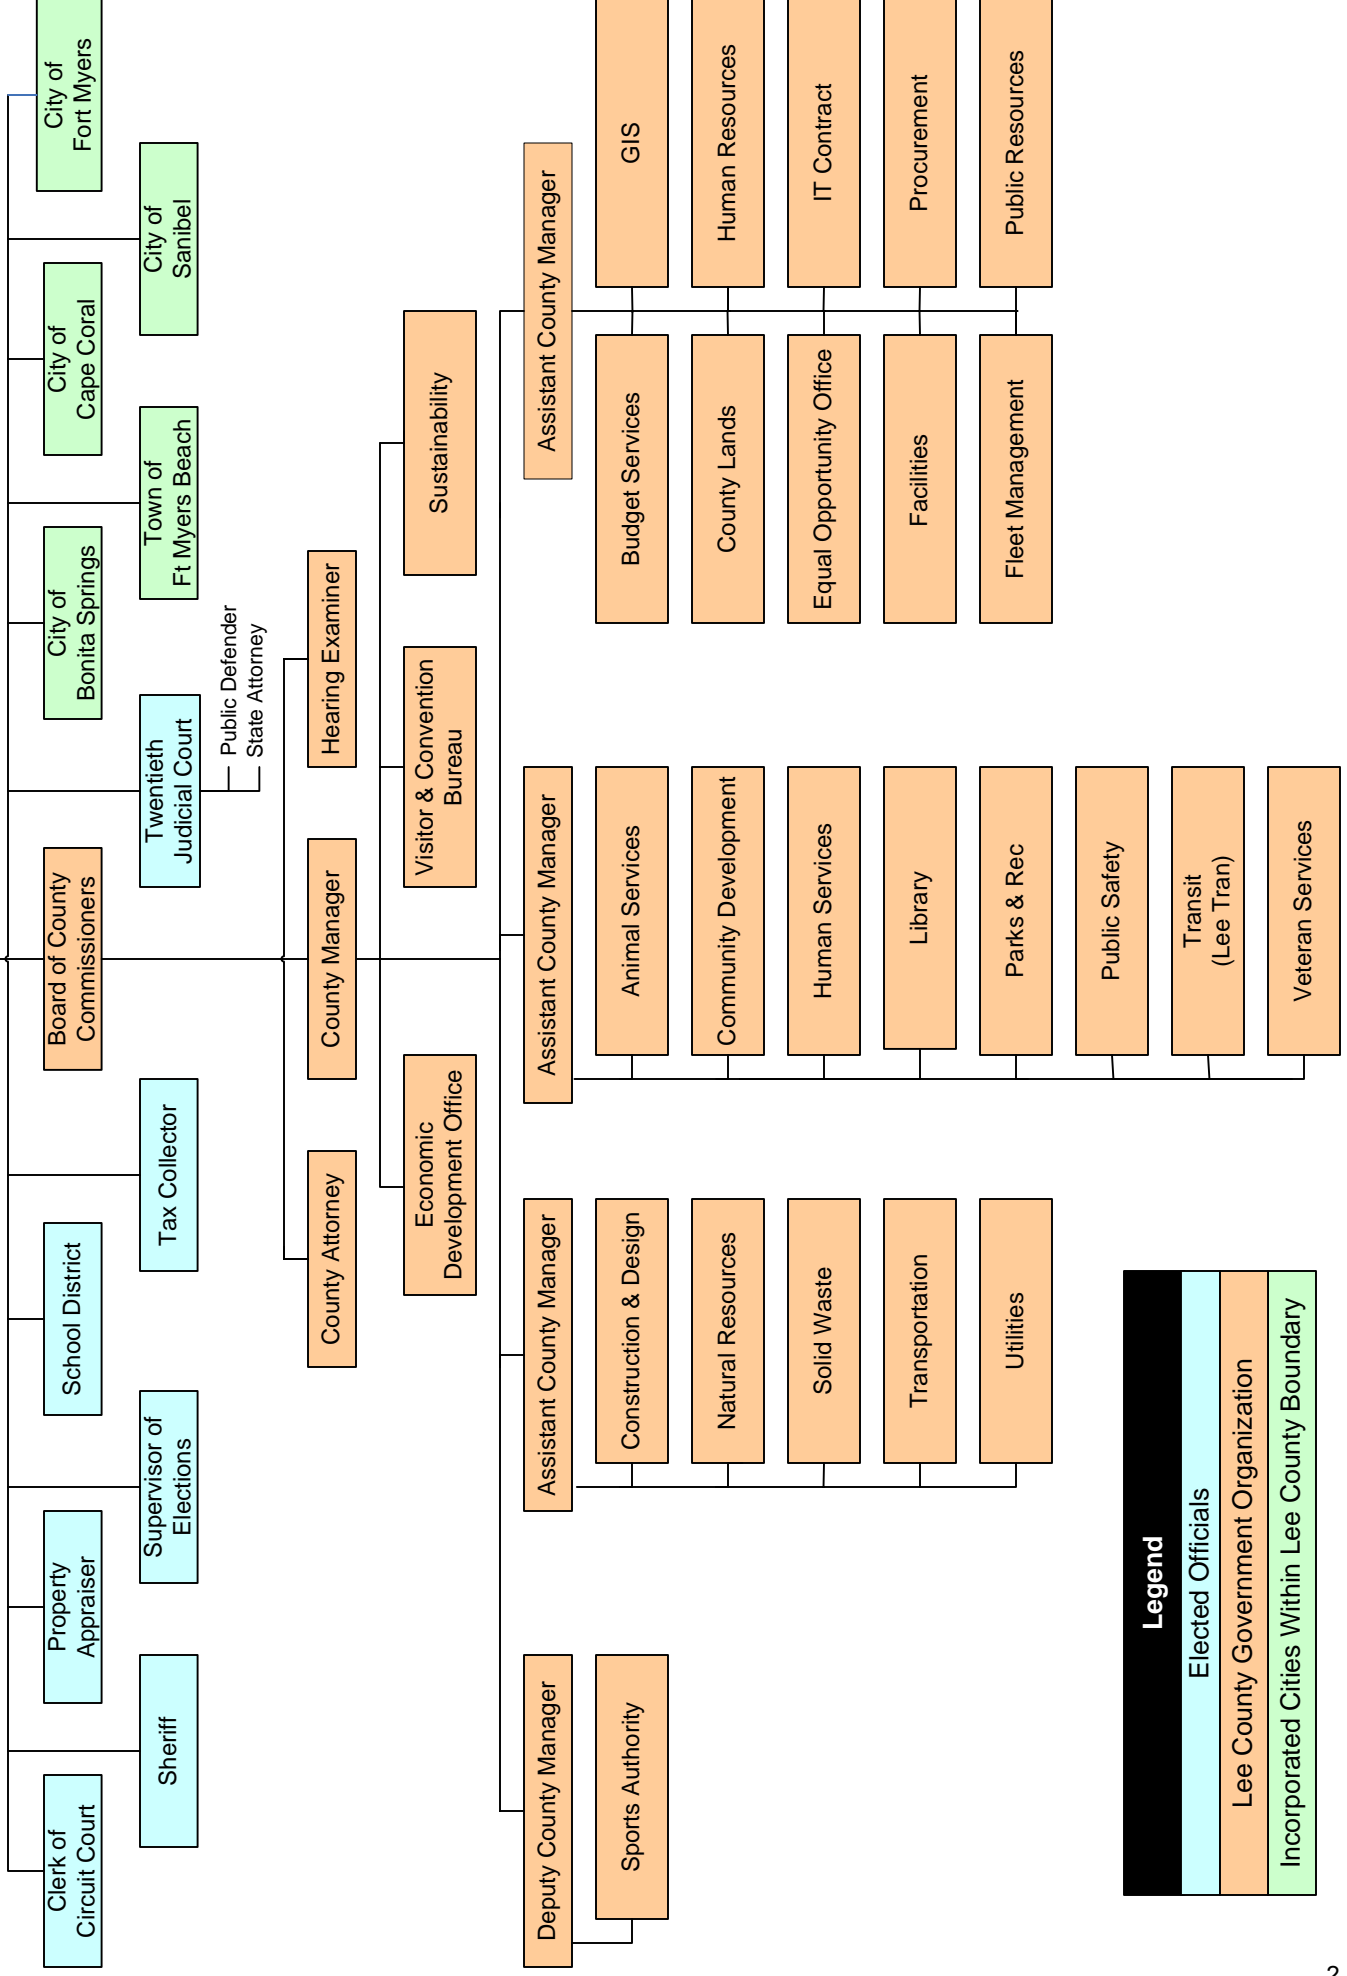 Clerk of
Circuit Court
Property
Appraiser
School District
Board of County
Commissioners
City of
Bonita Springs
City of
Cape Coral
City of
Fort Myers
Sheriff
Supervisor of
Elections
Tax Collector
Twentieth
Judicial Court
Town of
Ft Myers Beach
City of
Sanibel
Public Defender
State Attorney
County Attorney
County Manager
Hearing Examiner
Economic
Development Office
Visitor & Convention
Bureau
Sustainability
Deputy County Manager
Sports Authority
Assistant County Manager
Construction & Design
Natural Resources
Solid Waste
Transportation
Utilities
Assistant County Manager
Animal Services
Community Development
Human Services
Library
Parks & Rec
Public Safety
Transit
(Lee Tran)
Veteran Services
Assistant County Manager
Budget Services
GIS
County Lands
Human Resources
Equal Opportunity Office
IT Contract
Facilities
Procurement
Fleet Management
Public Resources
Legend
Elected Officials
Lee County Government Organization
Incorporated Cities Within Lee County Boundary
2